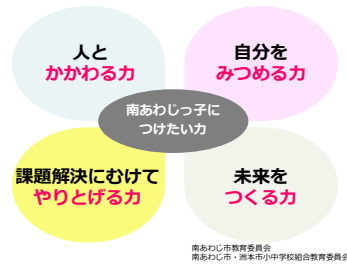 人と
かかわる力
自分を
みつめる力
南あわじっ子に
つけたい力
課題解決にむけて
やりとげる力
未来を
つくる力
南あわじ市教育委員会
南あわじ市・洲本市小中学校組合教育委員会